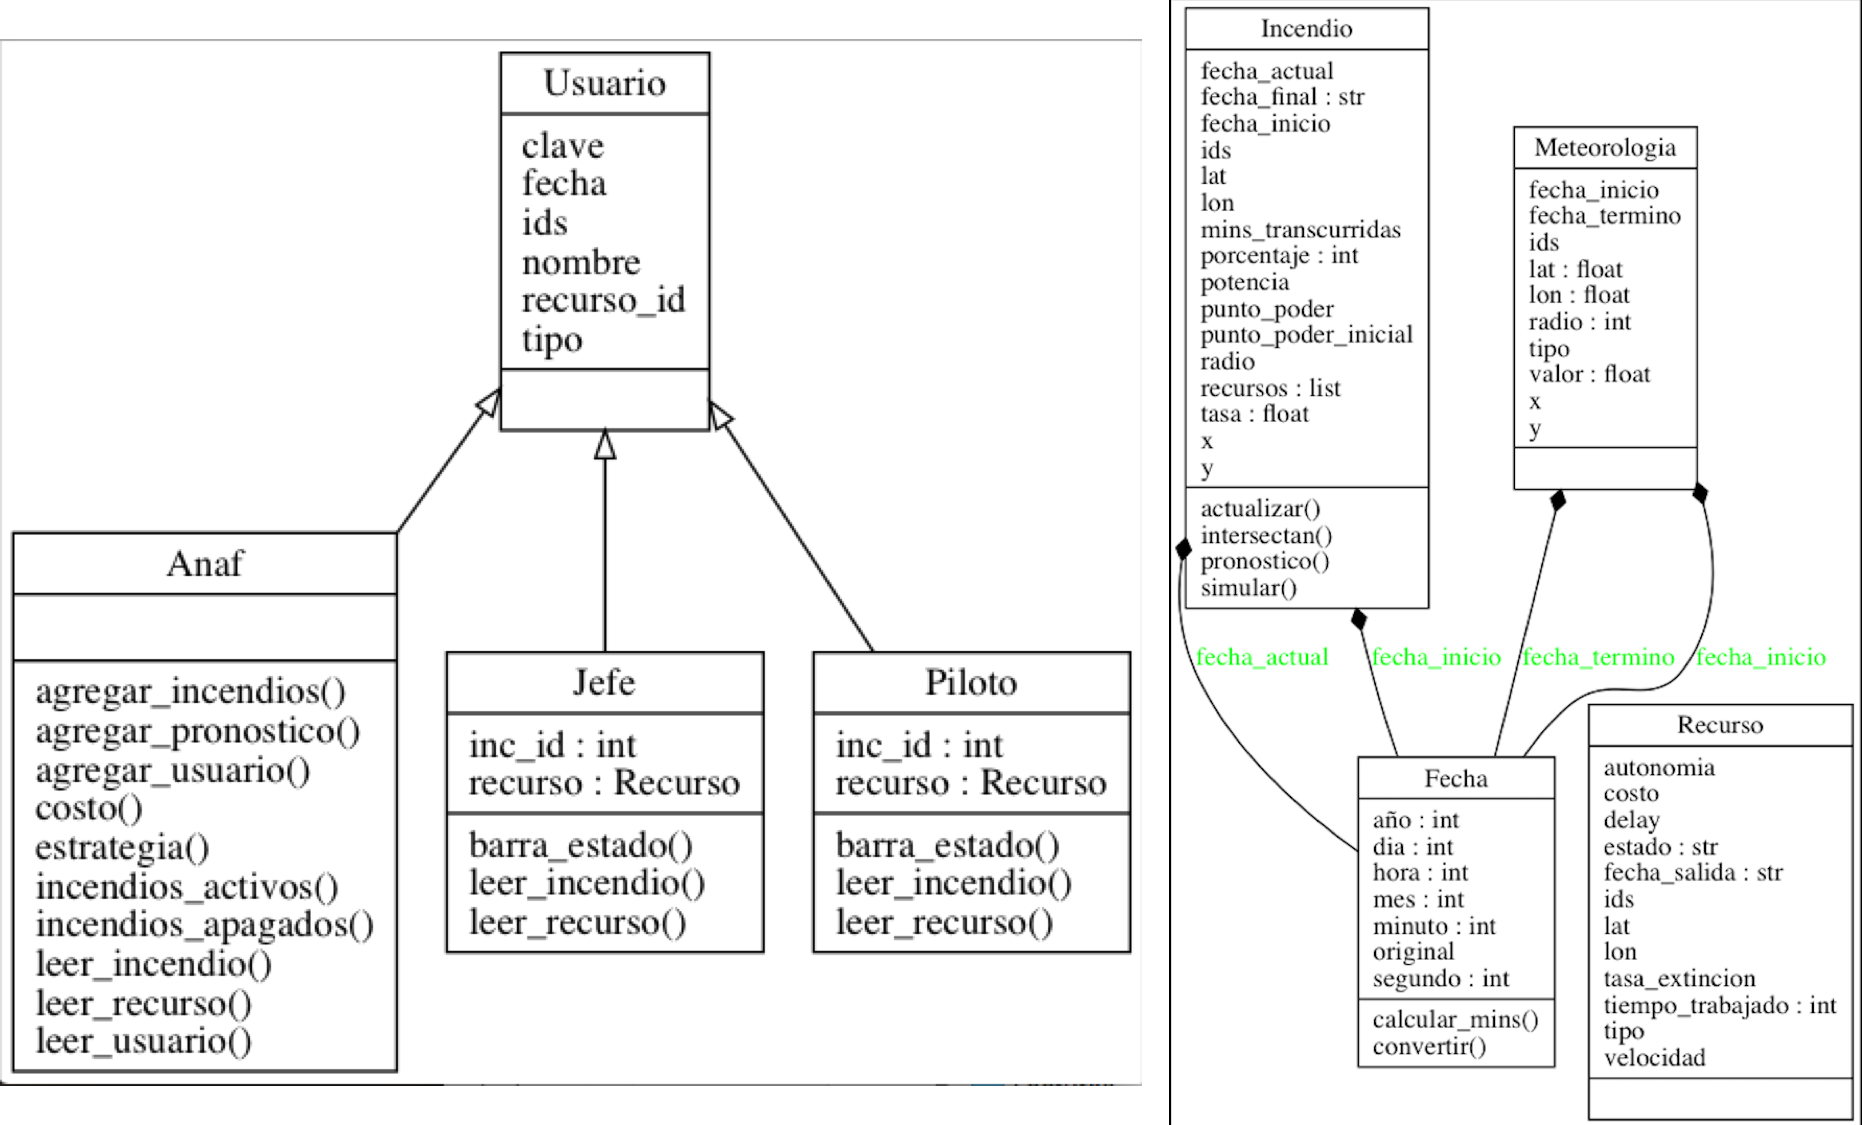 Usuario
clave
fecha
ids
nombre
recurso_id
tipo
Anaf
agregar_incendios()
agregar_pronostico()
agregar_usuario()
costo()
estrategia()
incendios_activos()
incendios_apagados()
leer_incendio()
leer_recurso()
leer_usuario()
Jefe
inc_id : int
recurso : Recurso
barra_estado()
leer_incendio()
leer_recurso()
Piloto
inc_id : int
recurso : Recurso
barra_estado()
leer_incendio()
leer_recurso()
Incendio
fecha_actual
fecha_final : str
fecha_inicio
ids
lat
lon
mins_transcurridas
porcentaje : int
potencia
punto_poder
punto_poder_inicial
radio
recursos : list
tasa : float
x
y
actualizar()
intersectan()
pronostico()
simular()
Meteorologia
fecha_inicio
fecha_termino
ids
lat : float
lon : float
radio : int
tipo
valor : float
x
y
fecha_actual
fecha_inicio
fecha_termino
fecha_inicio
Fecha
año : int
dia : int
hora : int
mes : int
minuto : int
original
segundo : int
calcular_mins()
convertir()
Recurso
autonomia
costo
delay
estado : str
fecha_salida : str
ids
lat
lon
tasa_extincion
tiempo_trabajado : int
tipo
velocidad